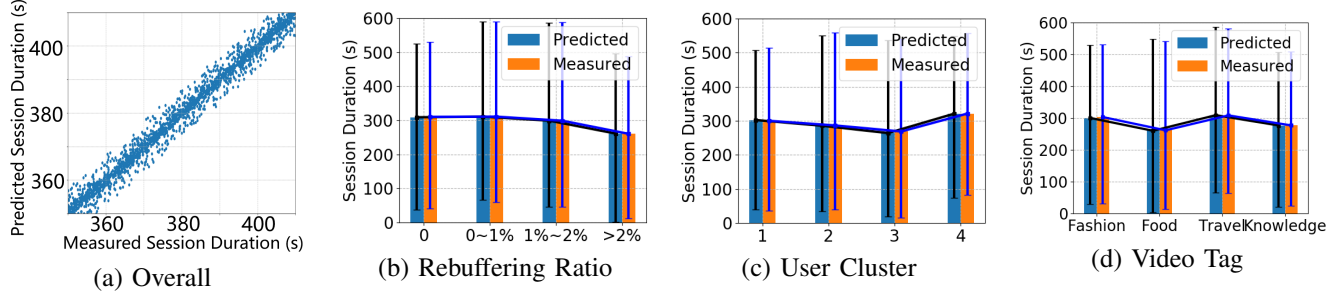 Predicted Session Duration (s)
400
380
360
360 380 400
Measured Session Duration (s)
(a) Overall
Session Duration (s)
600
500
400
300
200
100
0
Predicted
Measured
0 0~1% 1%~2% >2%
(b) Rebuffering Ratio
Session Duration (s)
600
500
400
300
200
100
0
Predicted
Measured
1 2 3 4
(c) User Cluster
Session Duration (s)
600
500
400
300
200
100
0
Predicted
Measured
Fashion Food Travel Knowledge
(d) Video Tag